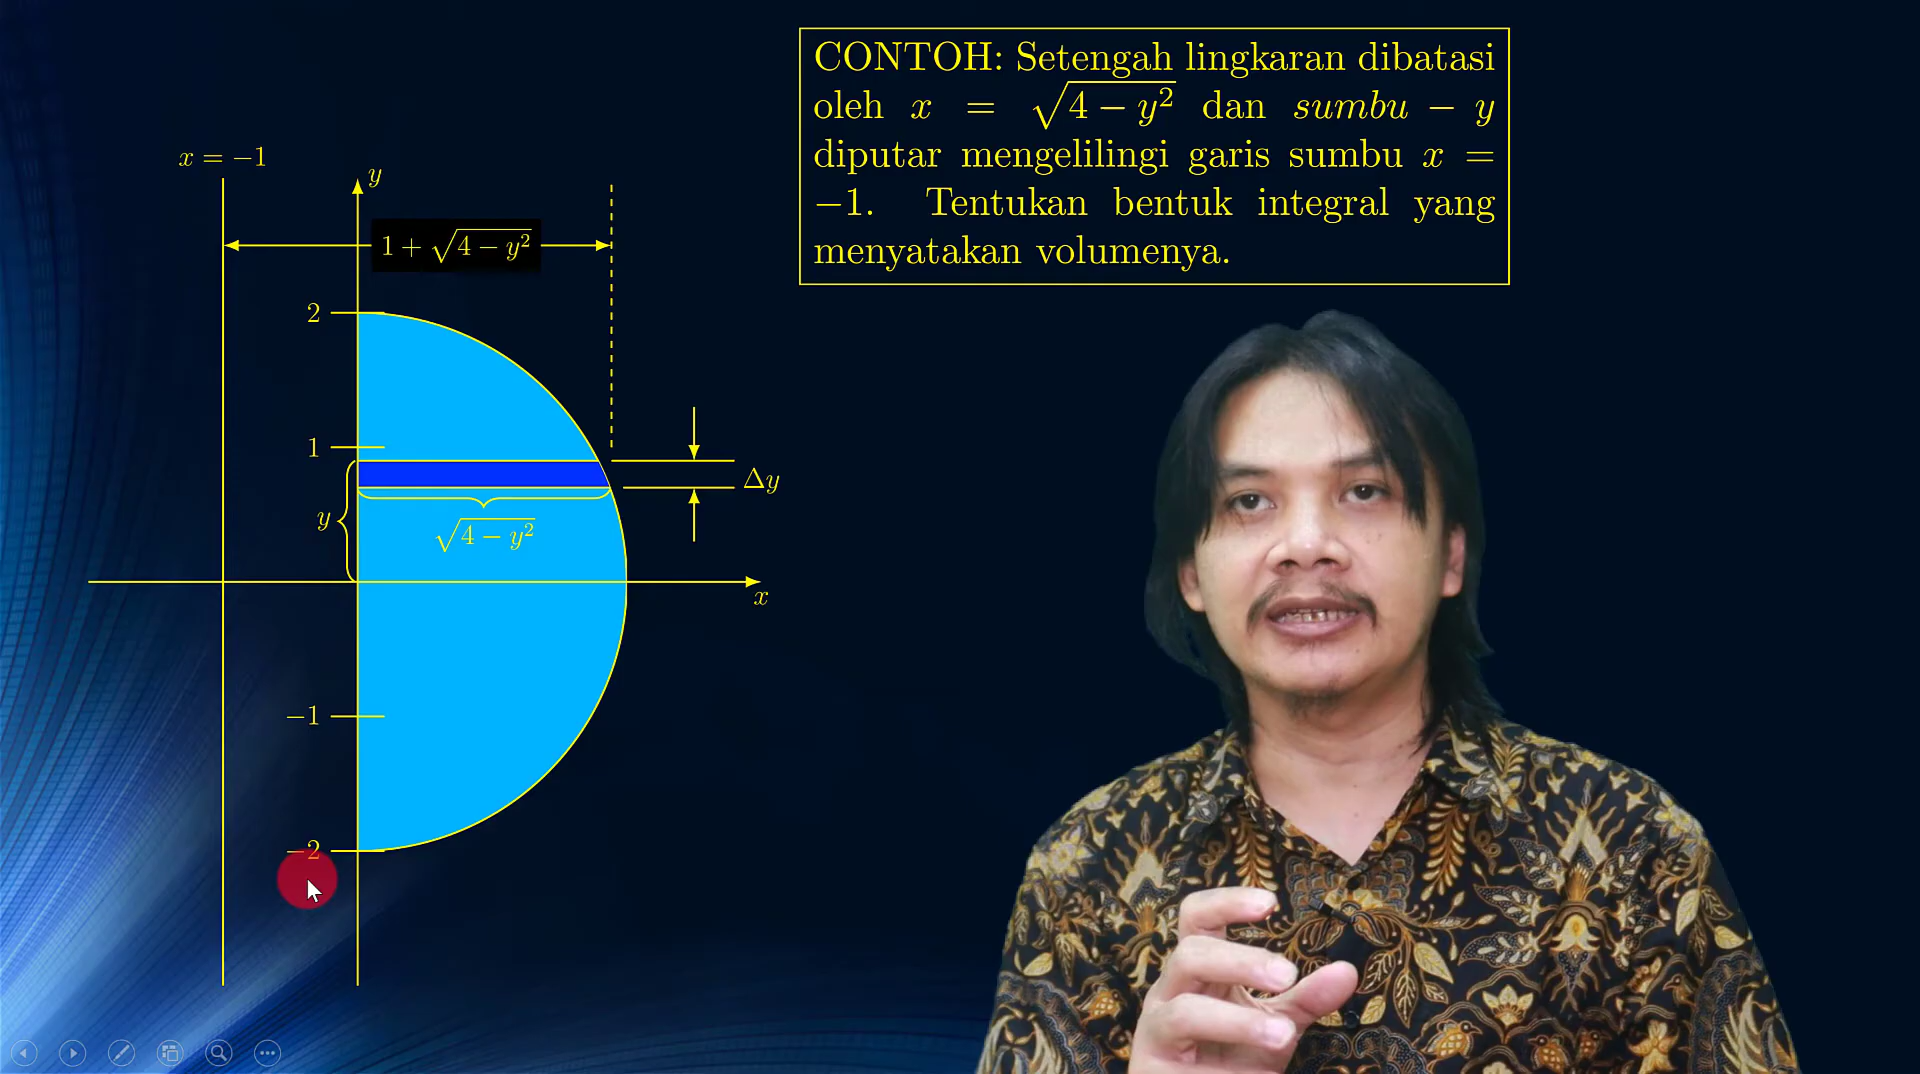 CONTOH: Setengah lingkaran dibatasi
oleh x = √(4 − y²) dan sumbu − y
diputar mengelilingi garis sumbu x =
−1. Tentukan bentuk integral yang
menyatakan volumenya.
x = −1
y
1 + √(4 − y²)
2
1
Δy
y
√(4 − y²)
x
−1
−2